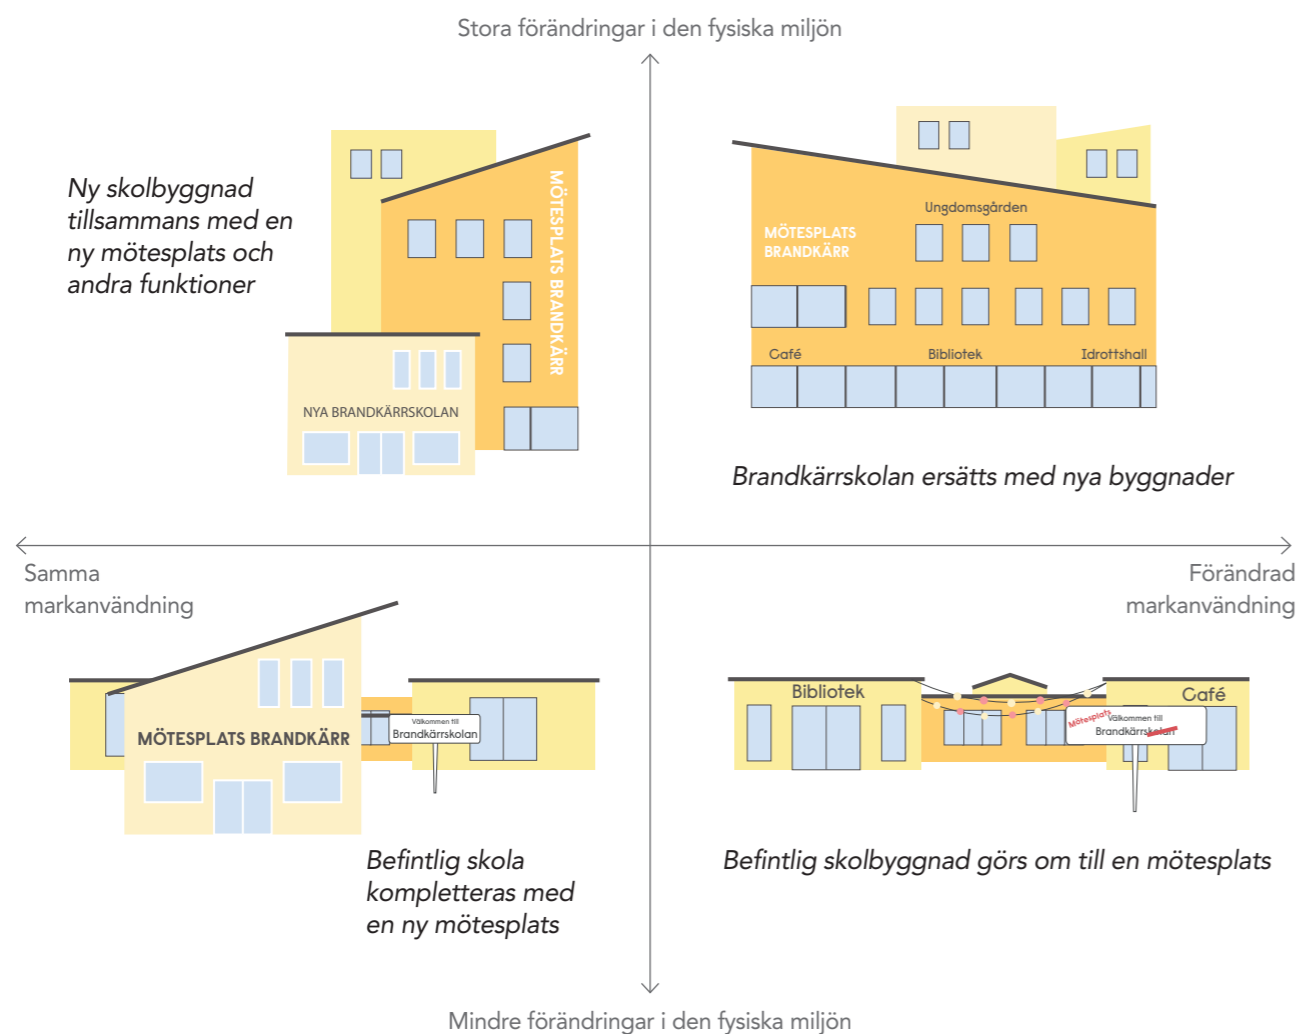 Stora förändringar i den fysiska miljön
Ny skolbyggnad
tillsammans med en
ny mötesplats och
andra funktioner
MÖTESPLATS BRANDKÄRR
NYA BRANDKÄRRSKOLAN
Ungdomsgården
MÖTESPLATS
BRANDKÄRR
Café
Bibliotek
Idrottshall
Brandkärrskolan ersätts med nya byggnader
Samma
markanvändning
Förändrad
markanvändning
MÖTESPLATS BRANDKÄRR
Välkommen till
Brandkärrskolan
Befintlig skola
kompletteras med
en ny mötesplats
Bibliotek
Café
Mötesplats
Välkommen till
Brandkärrskolan
Befintlig skolbyggnad görs om till en mötesplats
Mindre förändringar i den fysiska miljön